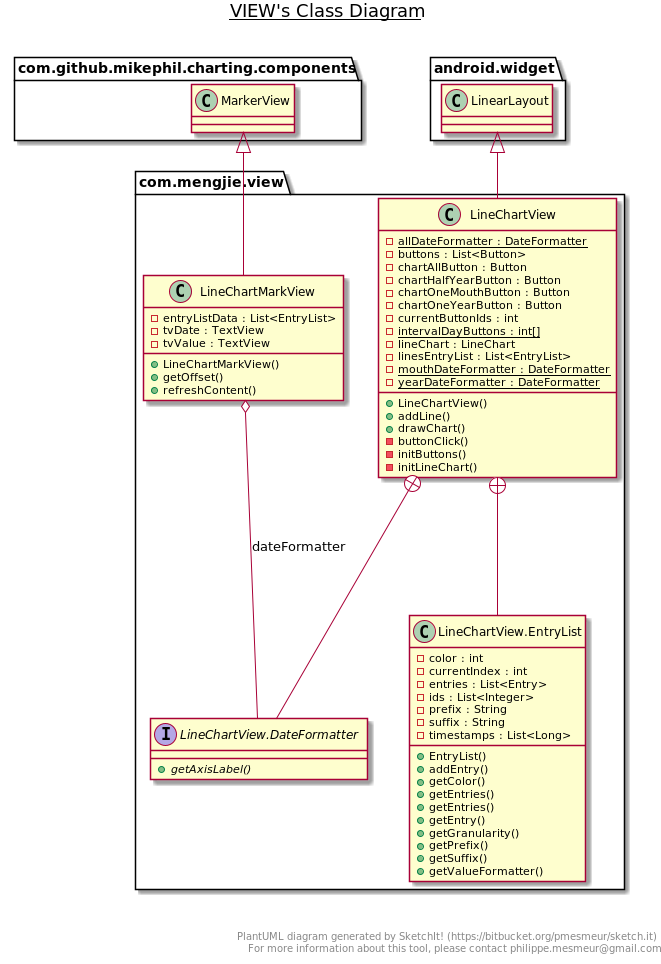 VIEW's Class Diagram
com.github.mikephil.charting.components
C MarkerView
android.widget
C LinearLayout
com.mengjie.view
C LineChartView
allDateFormatter : DateFormatter
buttons : List<Button>
chartAllButton : Button
chartHalfYearButton : Button
chartOneMouthButton : Button
chartOneYearButton : Button
currentButtonIds : int
intervalDayButtons : int[]
lineChart : LineChart
linesEntryList : List<EntryList>
mouthDateFormatter : DateFormatter
yearDateFormatter : DateFormatter
LineChartView()
addLine()
drawChart()
buttonClick()
initButtons()
initLineChart()
C LineChartMarkView
entryListData : List<EntryList>
tvDate : TextView
tvValue : TextView
LineChartMarkView()
getOffset()
refreshContent()
dateFormatter
C LineChartView.EntryList
color : int
currentIndex : int
entries : List<Entry>
ids : List<Integer>
prefix : String
suffix : String
timestamps : List<Long>
EntryList()
addEntry()
getColor()
getEntries()
getEntries()
getEntry()
getGranularity()
getPrefix()
getSuffix()
getValueFormatter()
I LineChartView.DateFormatter
getAxisLabel()
PlantUML diagram generated by SketchIt! (https://bitbucket.org/pmesmeur/sketch.it)
For more information about this tool, please contact philippe.mesmeur@gmail.com